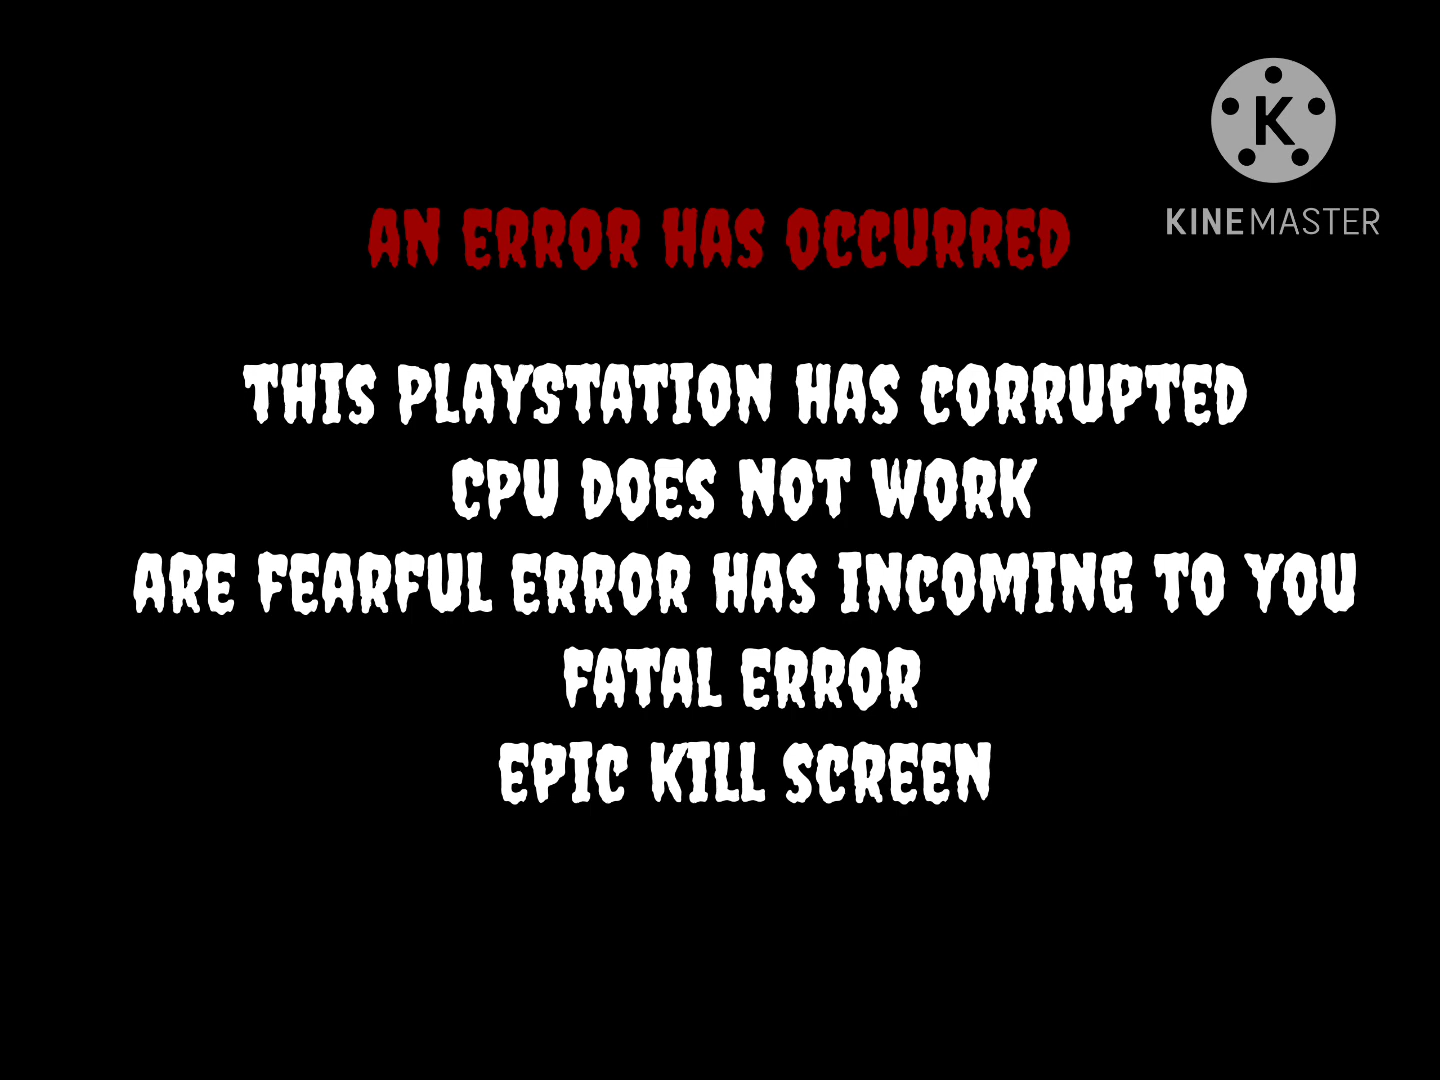 K
KINEMASTER
AN ERROR HAS OCCURRED
THIS PLAYSTATION HAS CORRUPTED
CPU DOES NOT WORK
ARE FEARFUL ERROR HAS INCOMING TO YOU
FATAL ERROR
EPIC KILL SCREEN